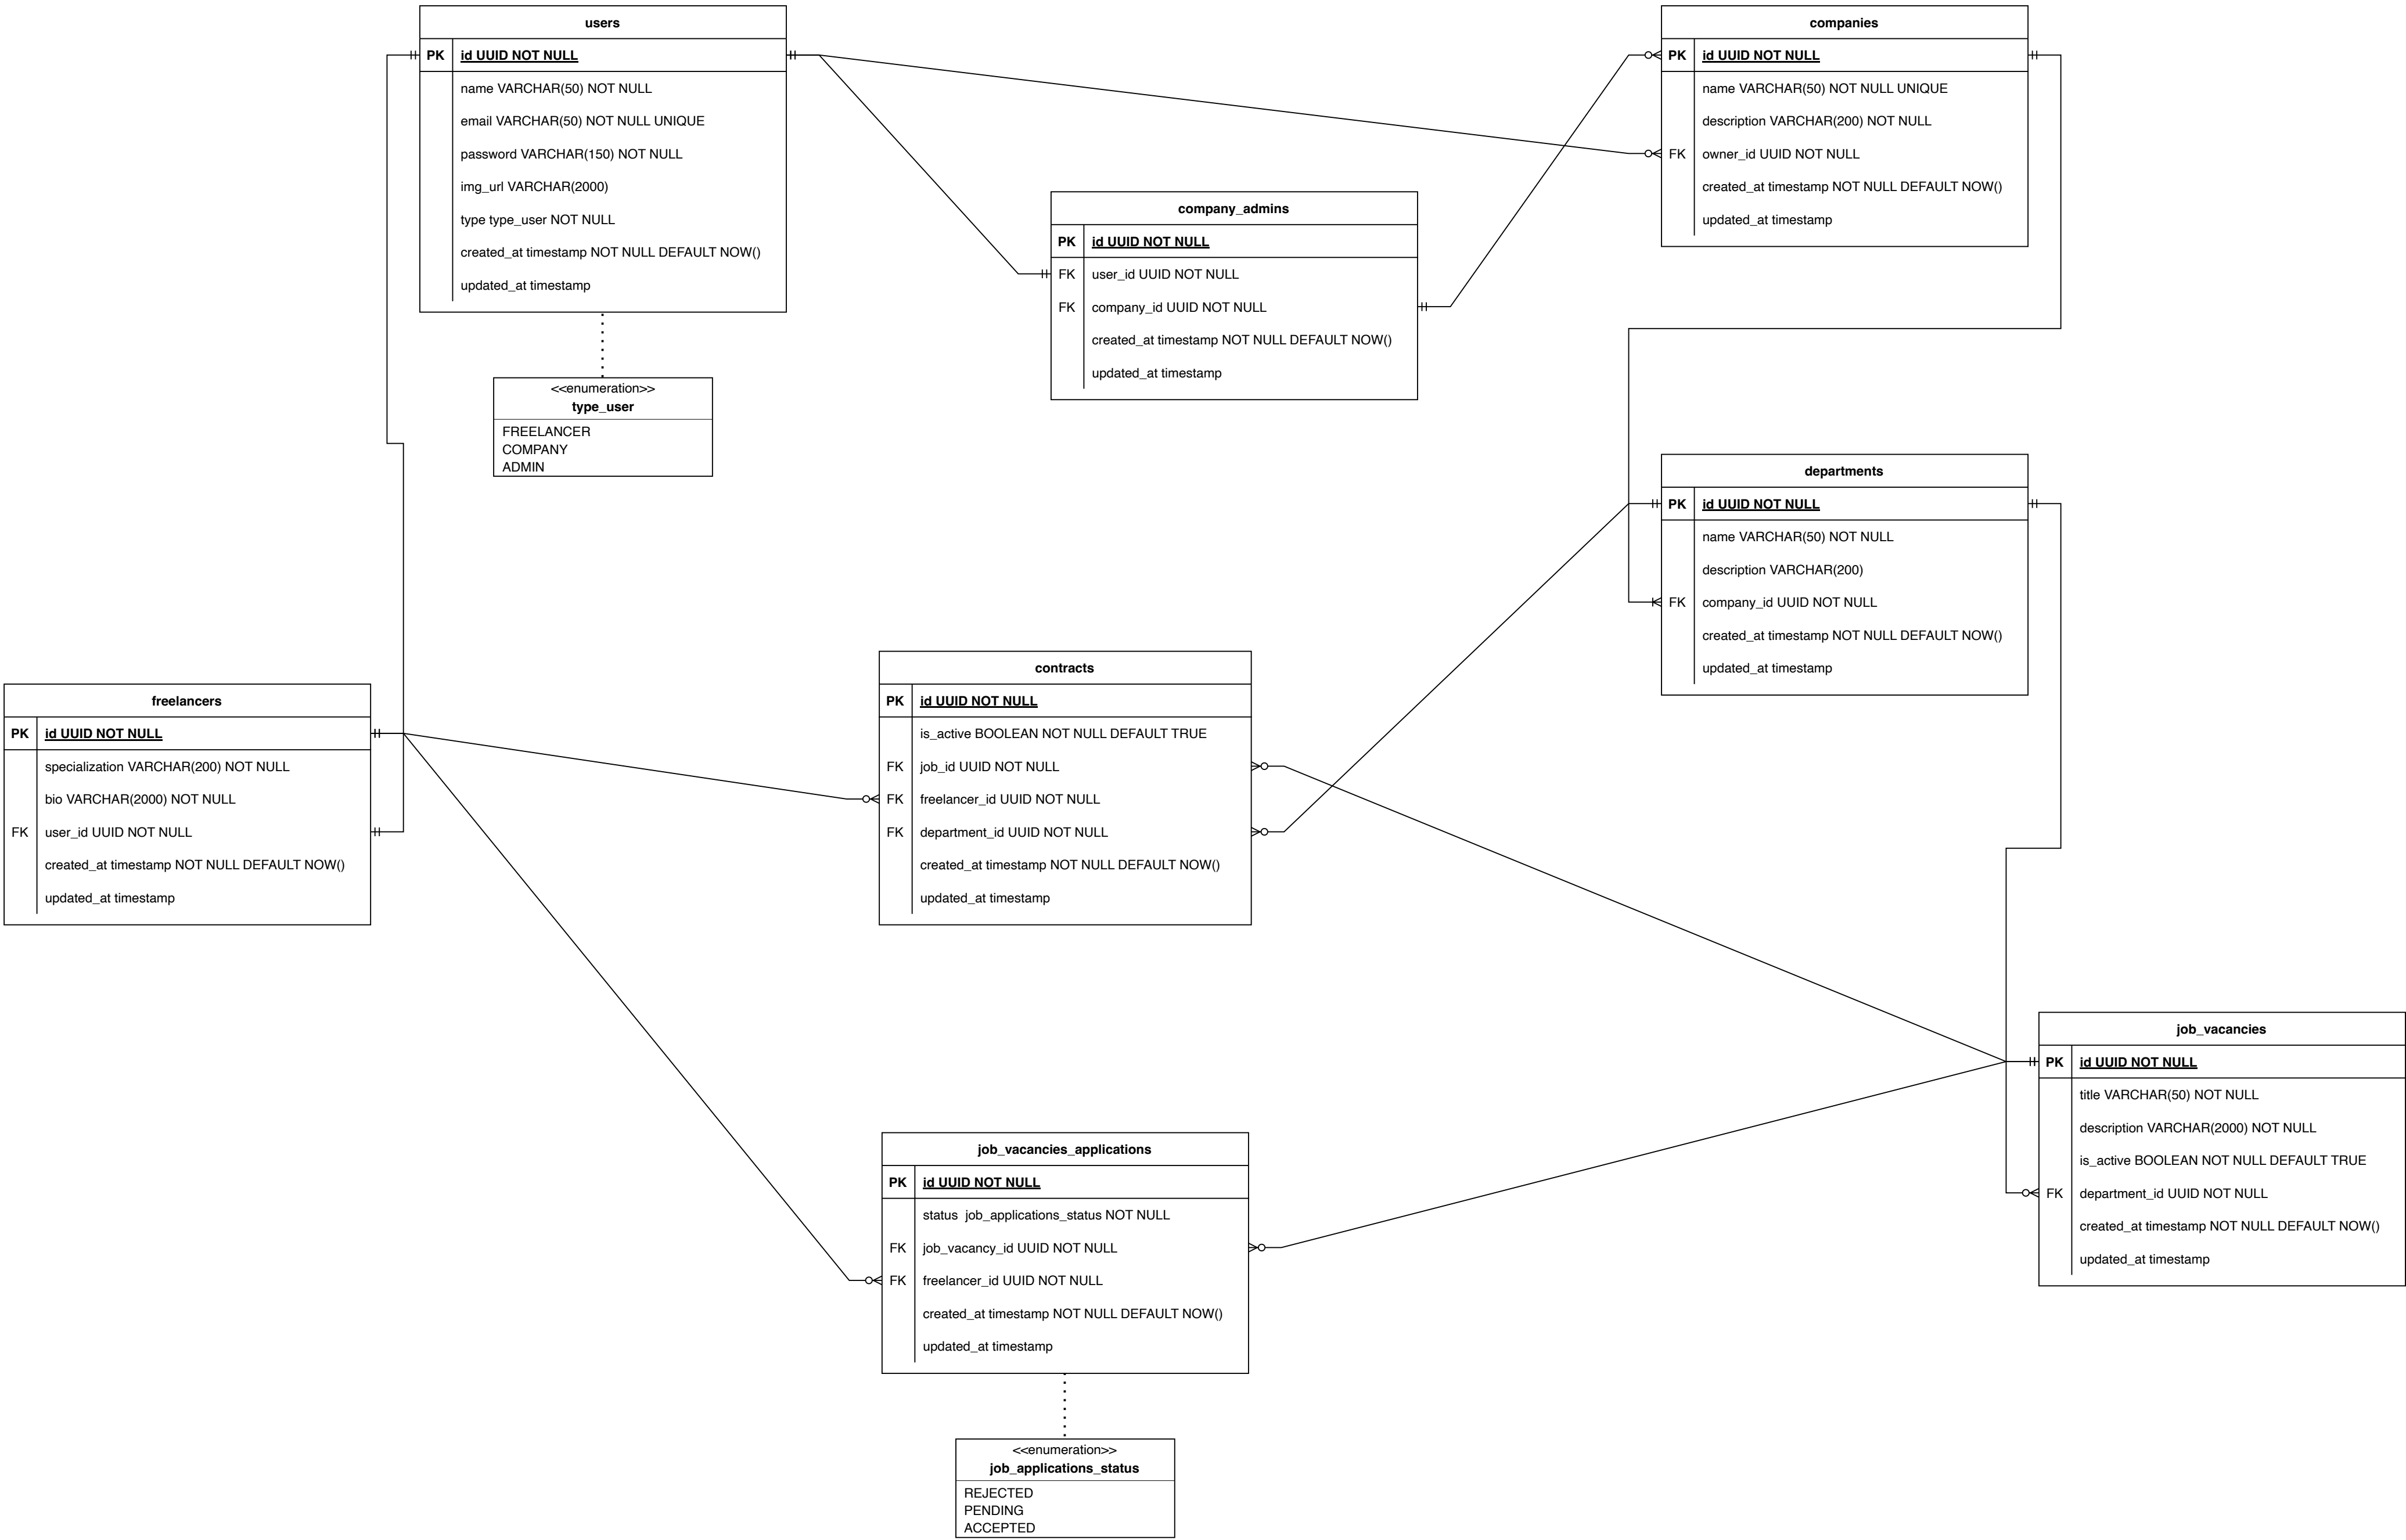 users
PK id UUID NOT NULL
name VARCHAR(50) NOT NULL
email VARCHAR(50) NOT NULL UNIQUE
password VARCHAR(150) NOT NULL
img_url VARCHAR(2000)
type type_user NOT NULL
created_at timestamp NOT NULL DEFAULT NOW()
updated_at timestamp
<<enumeration>>
type_user
FREELANCER
COMPANY
ADMIN
companies
PK id UUID NOT NULL
name VARCHAR(50) NOT NULL UNIQUE
description VARCHAR(200) NOT NULL
FK owner_id UUID NOT NULL
created_at timestamp NOT NULL DEFAULT NOW()
updated_at timestamp
company_admins
PK id UUID NOT NULL
FK user_id UUID NOT NULL
FK company_id UUID NOT NULL
created_at timestamp NOT NULL DEFAULT NOW()
updated_at timestamp
departments
PK id UUID NOT NULL
name VARCHAR(50) NOT NULL
description VARCHAR(200)
FK company_id UUID NOT NULL
created_at timestamp NOT NULL DEFAULT NOW()
updated_at timestamp
freelancers
PK id UUID NOT NULL
specialization VARCHAR(200) NOT NULL
bio VARCHAR(2000) NOT NULL
FK user_id UUID NOT NULL
created_at timestamp NOT NULL DEFAULT NOW()
updated_at timestamp
contracts
PK id UUID NOT NULL
is_active BOOLEAN NOT NULL DEFAULT TRUE
FK job_id UUID NOT NULL
FK freelancer_id UUID NOT NULL
FK department_id UUID NOT NULL
created_at timestamp NOT NULL DEFAULT NOW()
updated_at timestamp
job_vacancies
PK id UUID NOT NULL
title VARCHAR(50) NOT NULL
description VARCHAR(2000) NOT NULL
is_active BOOLEAN NOT NULL DEFAULT TRUE
FK department_id UUID NOT NULL
created_at timestamp NOT NULL DEFAULT NOW()
updated_at timestamp
job_vacancies_applications
PK id UUID NOT NULL
status job_applications_status NOT NULL
FK job_vacancy_id UUID NOT NULL
FK freelancer_id UUID NOT NULL
created_at timestamp NOT NULL DEFAULT NOW()
updated_at timestamp
<<enumeration>>
job_applications_status
REJECTED
PENDING
ACCEPTED